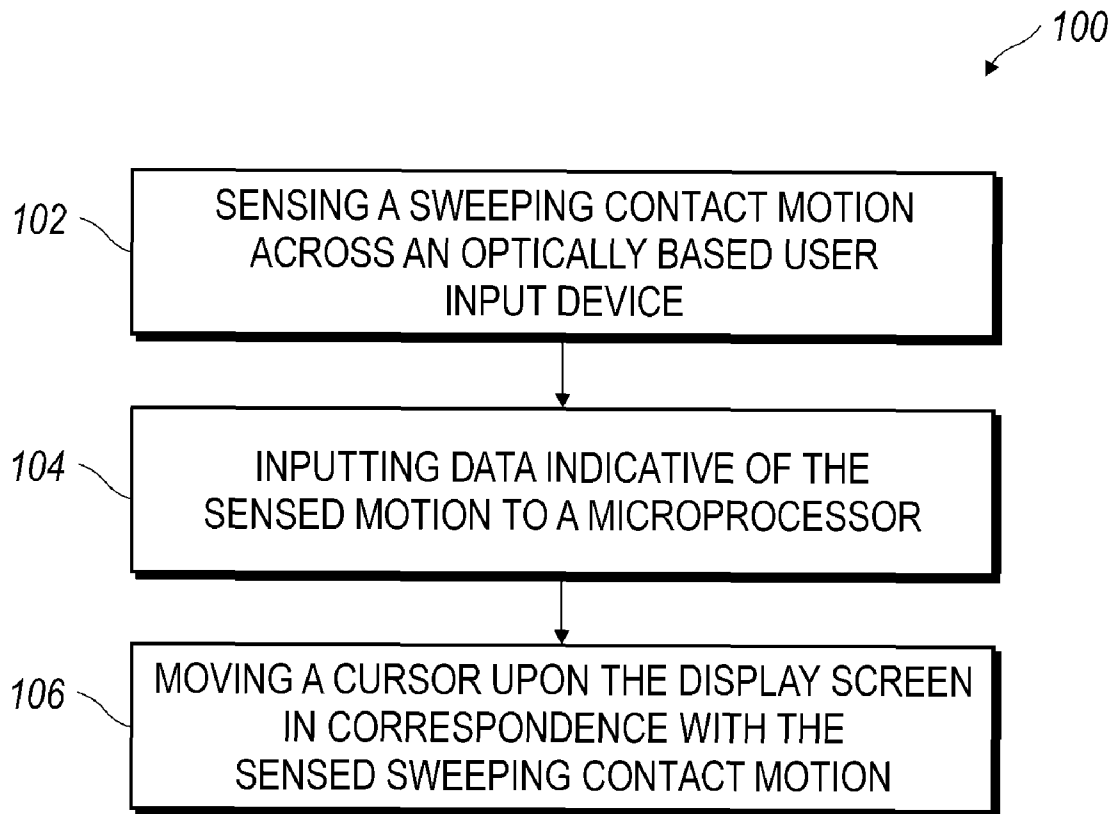 100
102
SENSING A SWEEPING CONTACT MOTION
ACROSS AN OPTICALLY BASED USER
INPUT DEVICE
104
INPUTTING DATA INDICATIVE OF THE
SENSED MOTION TO A MICROPROCESSOR
106
MOVING A CURSOR UPON THE DISPLAY SCREEN
IN CORRESPONDENCE WITH THE
SENSED SWEEPING CONTACT MOTION